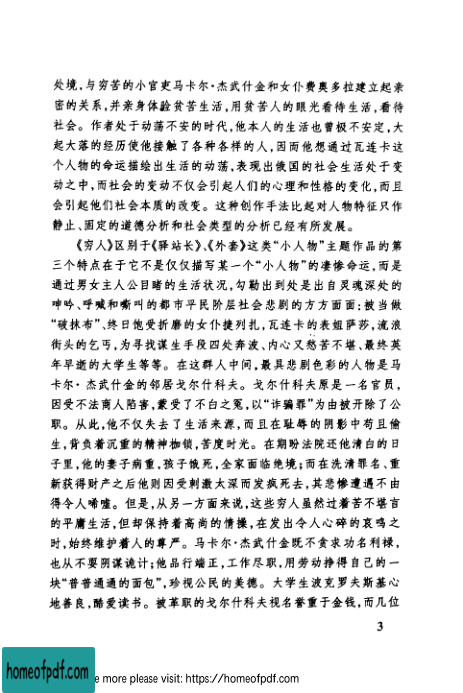 处境,与穷苦的小官吏马卡尔·杰武什金和女仆费奥多拉建立起亲
密的关系,并亲身体验贫苦生活,用贫苦人的眼光看待生活,看待
社会。作者处于动荡不安的时代,他本人的生活也曾极不安定,大
起大落的经历使他接触了各种各样的人,因而他想通过瓦连卡这
个人物的命运描绘出生活的动荡,表现出俄国的社会生活处于变
动之中,而社会的变动不仅会引起人们的心理和性格的变化,而且
会引起他们社会本质的改变。这种创作手法比起对人物特征只作
静止、固定的道德分析和社会类型的分析已经有所发展。
《穷人》区别于《驿站长》、《外套》这类“小人物”主题作品的第
三个特点在于它不是仅仅描写某一个“小人物”的凄惨命运,而是
通过男女主人公目睹的生活状况,勾勒出到处是出自灵魂深处的
呻吟、呼喊和嘶叫的都市平民阶层社会悲剧的方方面面:被当做
“破抹布”、终日饱受折磨的女仆捷列扎,瓦连卡的表姐萨莎,流浪
街头的乞丐,为寻找谋生手段四处奔波、内心又愁苦不堪、最终英
年早逝的大学生等等。在这群人中间,最具悲剧色彩的人物是马
卡尔·杰武什金的邻居戈尔什科夫。戈尔什科夫原是一名官员,
因受不法商人陷害,蒙受了不白之冤,以“诈骗罪”为由被开除了公
职。从此,他不仅失去了生活来源,而且在耻辱的阴影中苟且偷
生,背负着沉重的精神枷锁,苦度时光。在期盼法院还他清白的日
子里,他的妻子病重,孩子饿死,全家面临绝境;而在洗清罪名、重
新获得财产之后他则因受刺激太深而发疯死去,其悲惨遭遇不由
得令人唏嘘。但是,从另一方面来说,这些穷人虽然过着苦不堪言
的平庸生活,但却保持着高尚的情操,在发出令人心碎的哀鸣之
时,始终维护着人的尊严。马卡尔·杰武什金既不贪求功名利禄,
也从不要阴谋诡计;他品行端正,工作尽职,用劳动挣得自己的一
块“普普通通的面包”,珍视公民的美德。大学生波克罗夫斯基心
地善良,酷爱读书。被革职的戈尔什科夫视名誉重于金钱,而几位
3
homeofpdf.com
e more please visit: https://homeofpdf.com